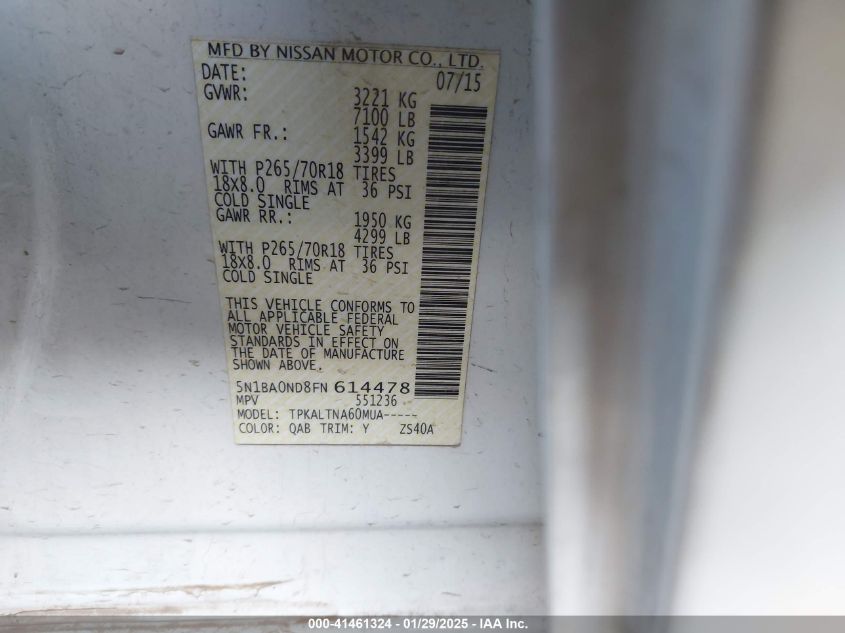 MFD BY NISSAN MOTOR CO., LTD.
DATE: 07/15
GVWR: 3221 KG
7100 LB
GAWR FR.: 1542 KG
3399 LB
WITH P265/70R18 TIRES
18X8.0 RIMS AT 36 PSI
COLD SINGLE
GAWR RR.: 1950 KG
4299 LB
WITH P265/70R18 TIRES
18X8.0 RIMS AT 36 PSI
COLD SINGLE
THIS VEHICLE CONFORMS TO
ALL APPLICABLE FEDERAL
MOTOR VEHICLE SAFETY
STANDARDS IN EFFECT ON
THE DATE OF MANUFACTURE
SHOWN ABOVE.
5N1BA0ND8FN 614478
MPV 551236
MODEL: TPKALTNA60MUA-----
COLOR: QAB TRIM: Y ZS40A
000-41461324 | 01/29/2025 - IAA Inc.